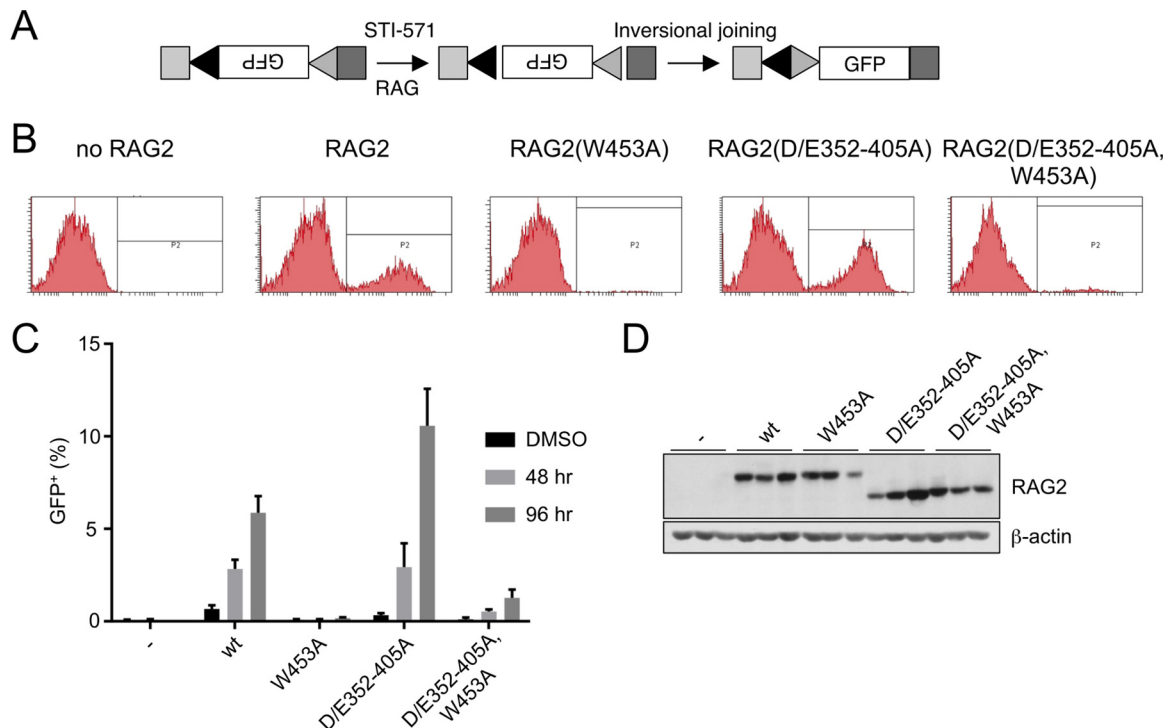 A
STI-571
RAG
GFP
GFP
Inversional joining
GFP
B
no RAG2
RAG2
RAG2(W453A)
RAG2(D/E352-405A)
RAG2(D/E352-405A,
W453A)
P2
P2
P2
P2
P2
C
15
10
5
0
GFP+ (%)
DMSO
48 hr
96 hr
-
wt
W453A
D/E352-405A
D/E352-405A,
W453A
D
-
wt
W453A
D/E352-405A
D/E352-405A,
W453A
RAG2
β-actin